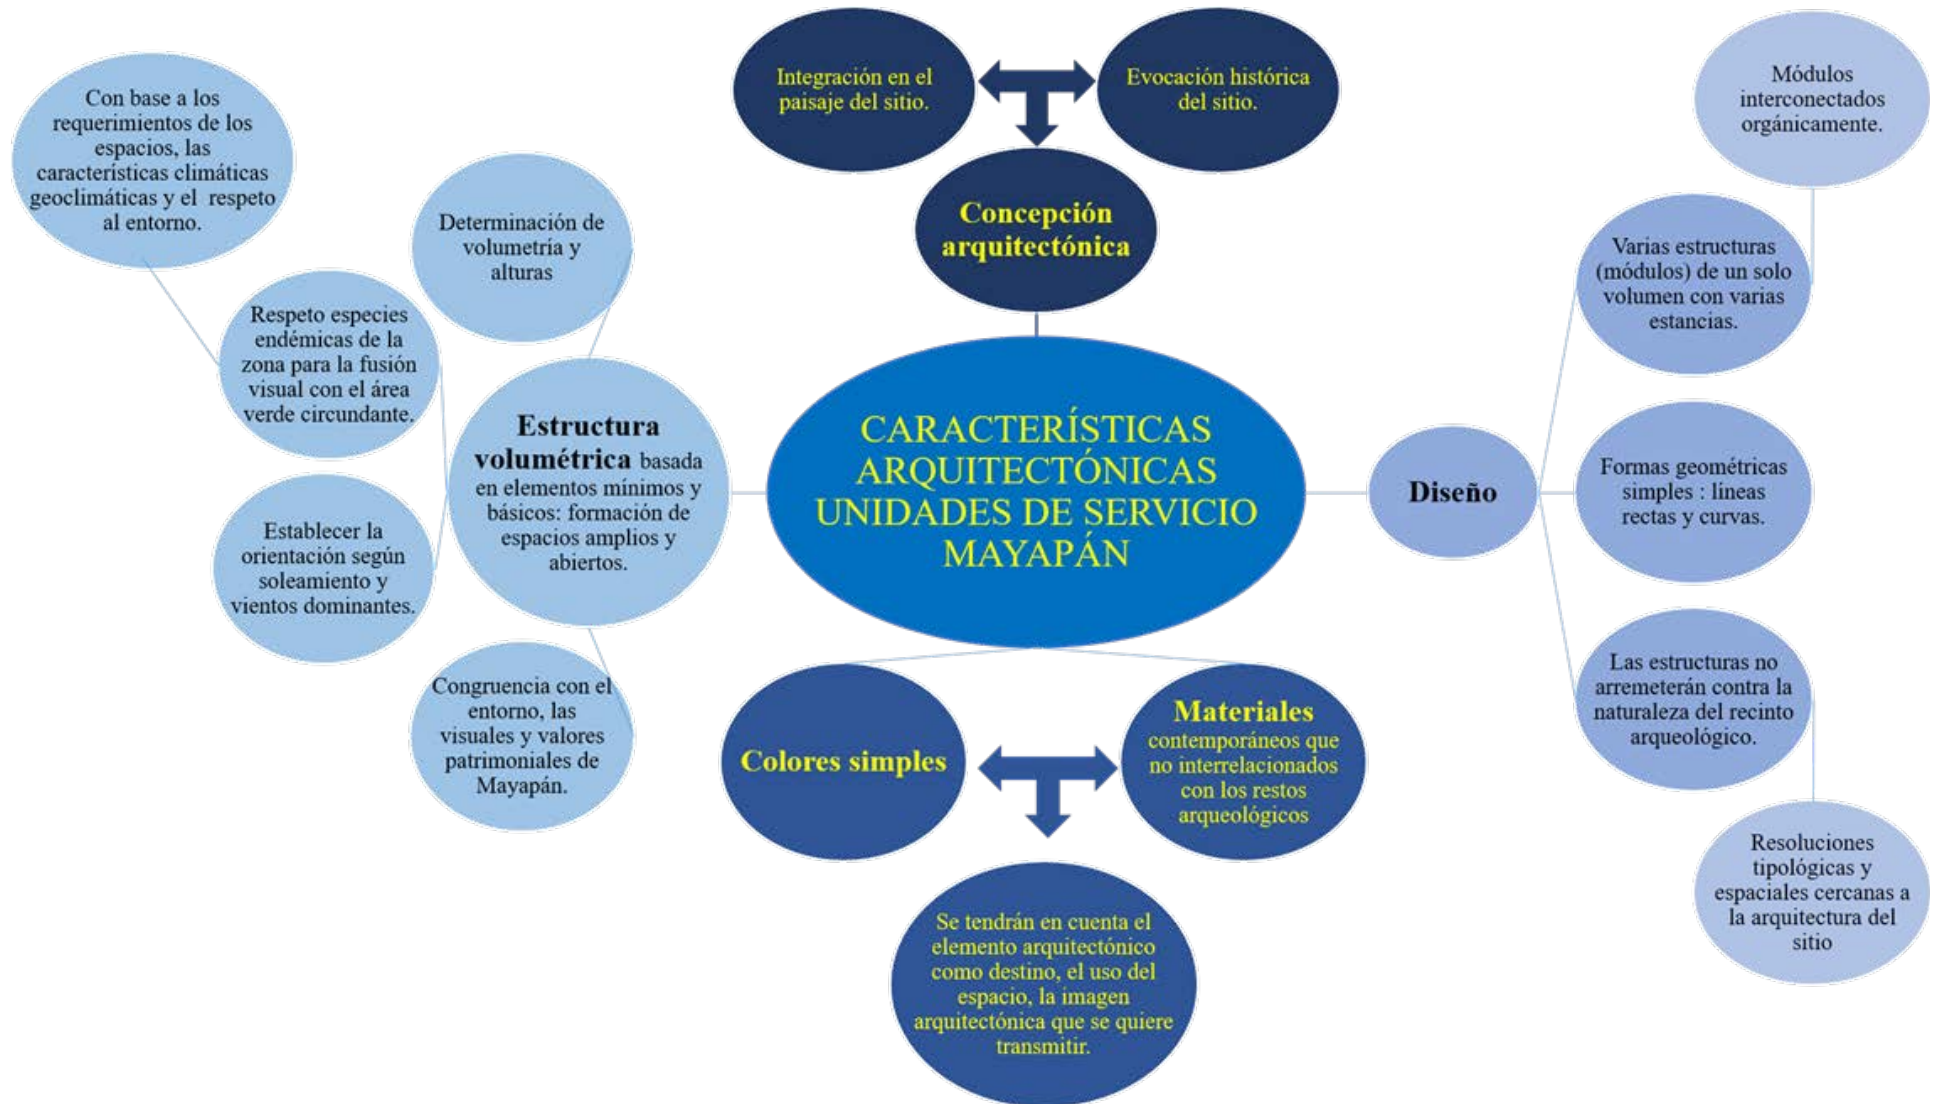 Integración en el
paisaje del sitio.
Evocación histórica
del sitio.
Concepción
arquitectónica
CARACTERÍSTICAS
ARQUITECTÓNICAS
UNIDADES DE SERVICIO
MAYAPÁN
Con base a los
requerimientos de los
espacios, las
características climáticas
geoclimáticas y el respeto
al entorno.
Determinación de
volumetría y
alturas
Respeto especies
endémicas de la
zona para la fusión
visual con el área
verde circundante.
Estructura
volumétrica basada
en elementos mínimos y
básicos: formación de
espacios amplios y
abiertos.
Establecer la
orientación según
soleamiento y
vientos dominantes.
Congruencia con el
entorno, las
visuales y valores
patrimoniales de
Mayapán.
Colores simples
Materiales
contemporáneos que
no interrelacionados
con los restos
arqueológicos
Se tendrán en cuenta el
elemento arquitectónico
como destino, el uso del
espacio, la imagen
arquitectónica que se quiere
transmitir.
Diseño
Módulos
interconectados
orgánicamente.
Varias estructuras
(módulos) de un solo
volumen con varias
estancias.
Formas geométricas
simples : líneas
rectas y curvas.
Las estructuras no
arremeterán contra la
naturaleza del recinto
arqueológico.
Resoluciones
tipológicas y
espaciales cercanas a
la arquitectura del
sitio